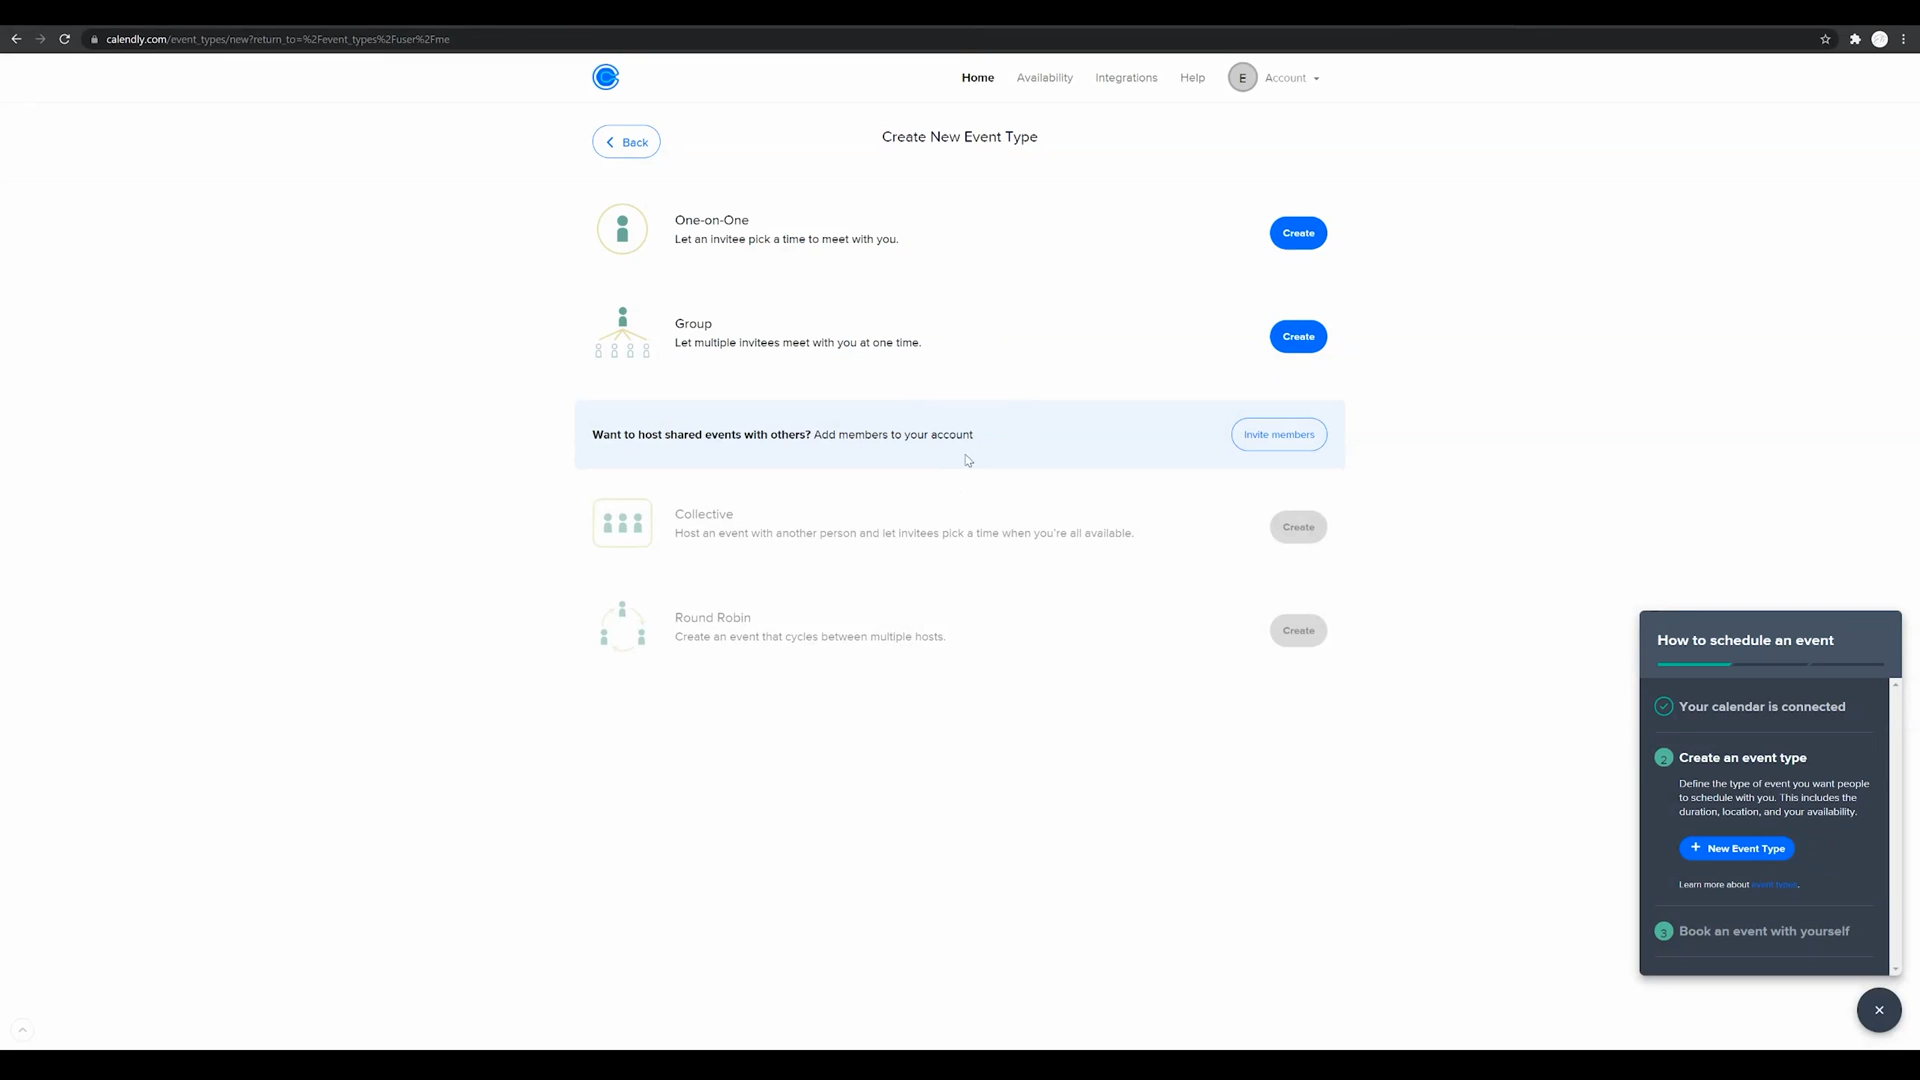 calendly.com/event_types/new?return_to=%2Fevent_types%2Fuser%2Fme
Home
Availability
Integrations
Help
E
Account
Back
Create New Event Type
One-on-One
Let an invitee pick a time to meet with you.
Create
Group
Let multiple invitees meet with you at one time.
Create
Want to host shared events with others? Add members to your account
Invite members
Collective
Host an event with another person and let invitees pick a time when you're all available.
Create
Round Robin
Create an event that cycles between multiple hosts.
Create
How to schedule an event
Your calendar is connected
2 Create an event type
Define the type of event you want people
to schedule with you. This includes the
duration, location, and your availability.
+ New Event Type
Learn more about event types.
3 Book an event with yourself